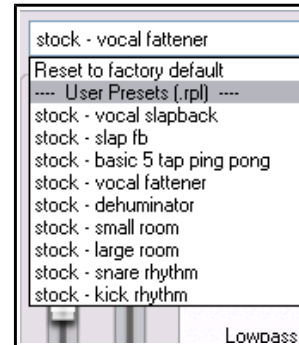 stock - vocal fattener
Reset to factory default
---- User Presets (.rpl) ----
stock - vocal slapback
stock - slap fb
stock - basic 5 tap ping pong
stock - vocal fattener
stock - dehuminator
stock - small room
stock - large room
stock - snare rhythm
stock - kick rhythm
Lowpass